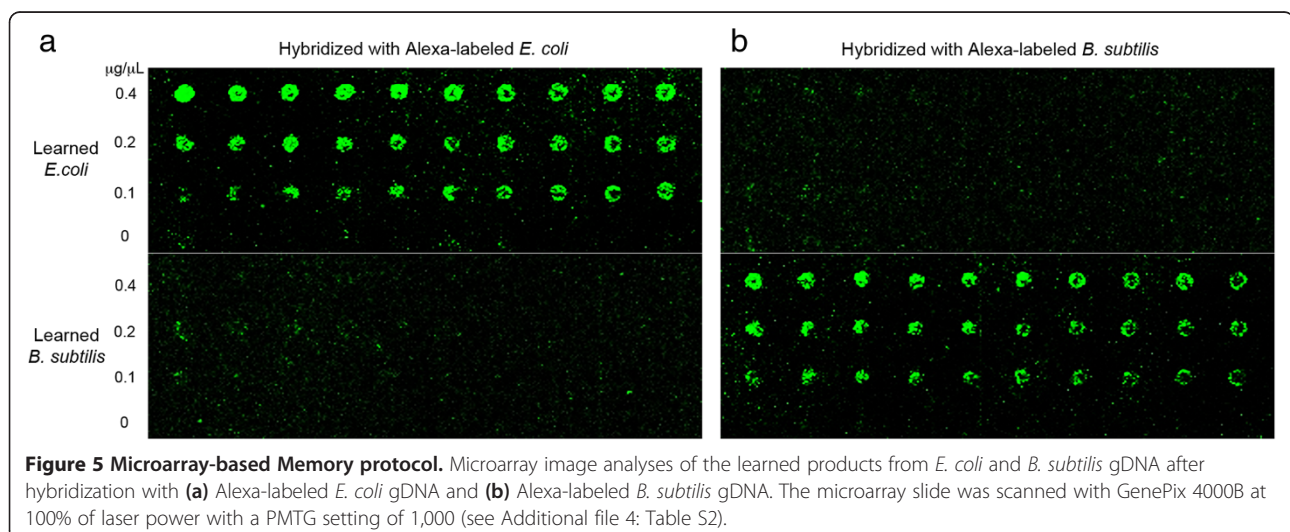 a
Hybridized with Alexa-labeled E. coli
b
Hybridized with Alexa-labeled B. subtilis
µg/µL
0.4
Learned
E.coli
0.2
0.1
0
0.4
Learned
B. subtilis
0.2
0.1
0
Figure 5 Microarray-based Memory protocol. Microarray image analyses of the learned products from E. coli and B. subtilis gDNA after
hybridization with (a) Alexa-labeled E. coli gDNA and (b) Alexa-labeled B. subtilis gDNA. The microarray slide was scanned with GenePix 4000B at
100% of laser power with a PMTG setting of 1,000 (see Additional file 4: Table S2).